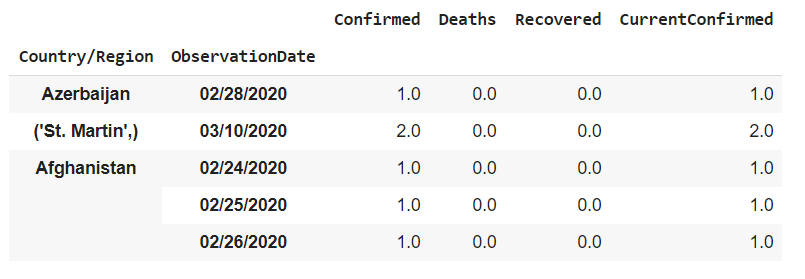 Confirmed Deaths Recovered CurrentConfirmed
Country/Region ObservationDate
Azerbaijan 02/28/2020 1.0 0.0 0.0 1.0
('St. Martin',) 03/10/2020 2.0 0.0 0.0 2.0
Afghanistan 02/24/2020 1.0 0.0 0.0 1.0
02/25/2020 1.0 0.0 0.0 1.0
02/26/2020 1.0 0.0 0.0 1.0